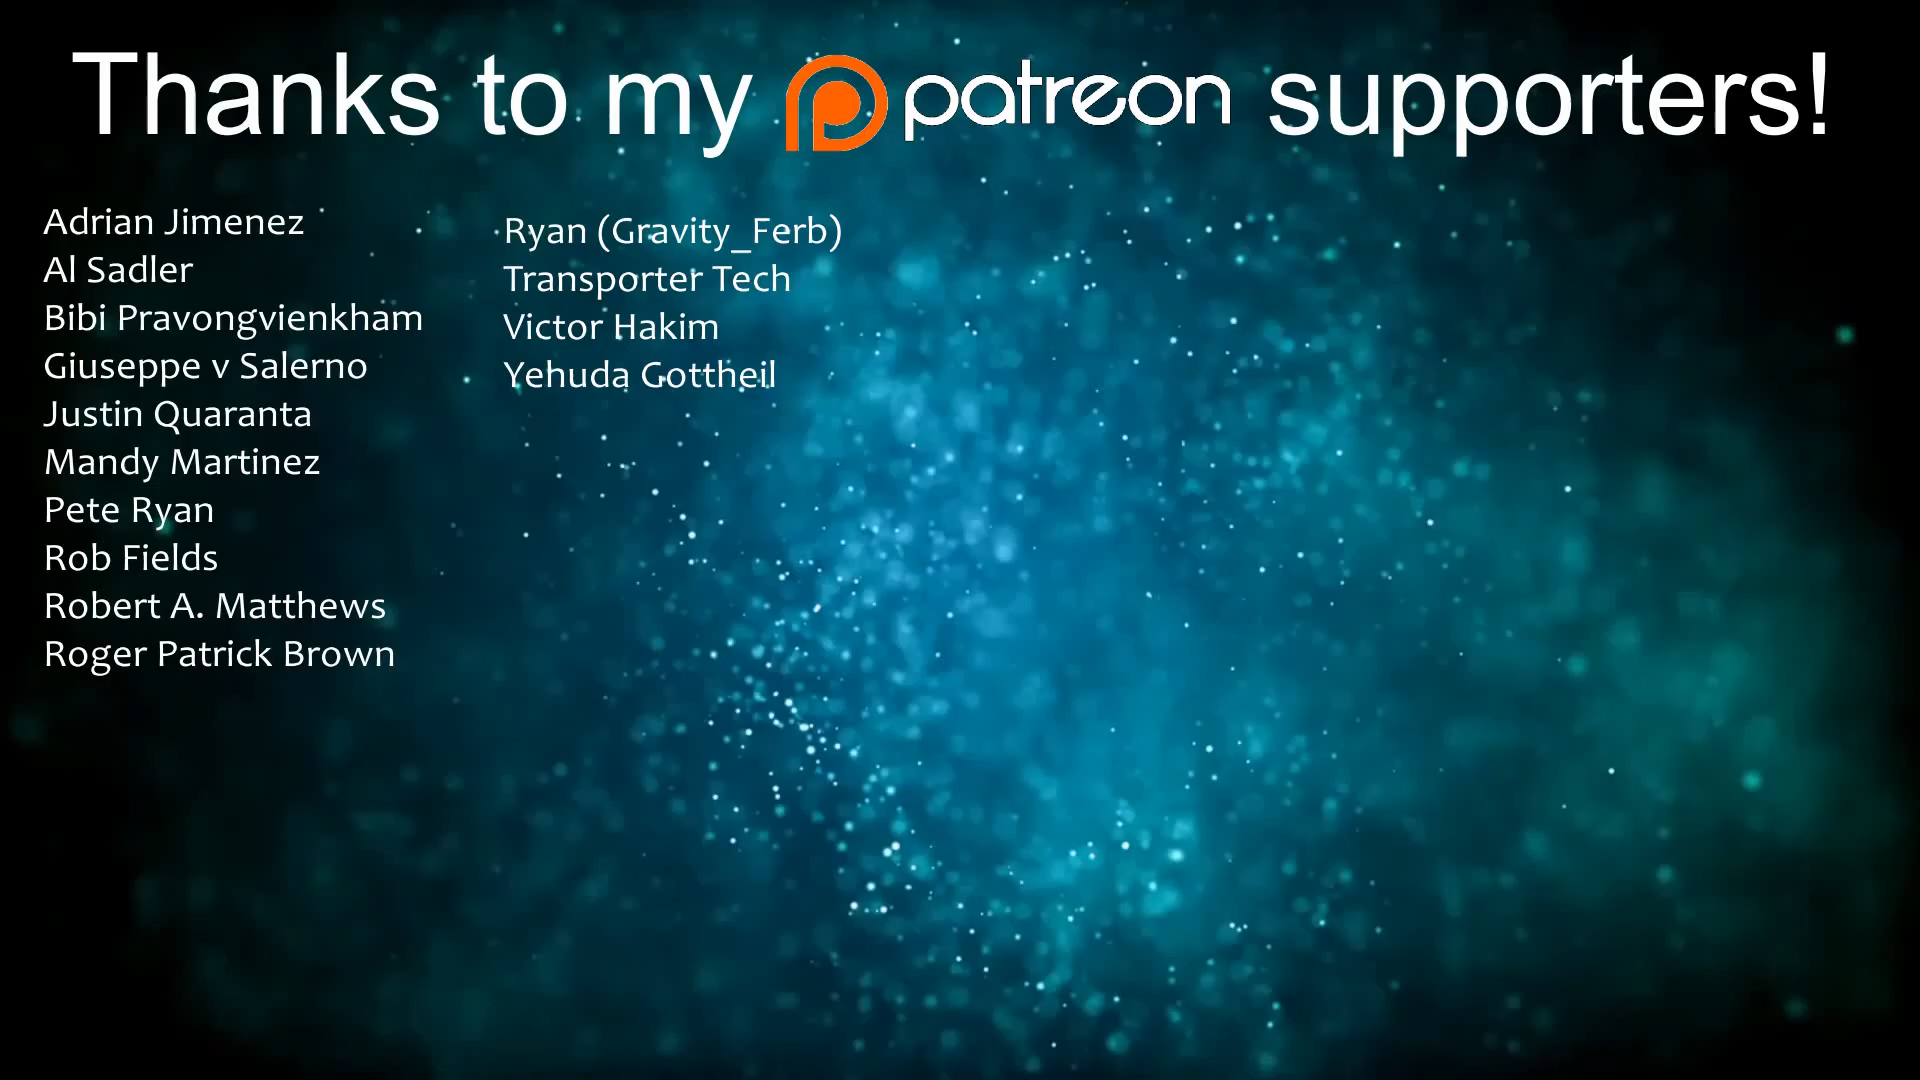 Thanks to my patreon supporters!
Adrian Jimenez
Al Sadler
Bibi Pravongvienkham
Giuseppe v Salerno
Justin Quaranta
Mandy Martinez
Pete Ryan
Rob Fields
Robert A. Matthews
Roger Patrick Brown
Ryan (Gravity_Ferb)
Transporter Tech
Victor Hakim
Yehuda Gottheil